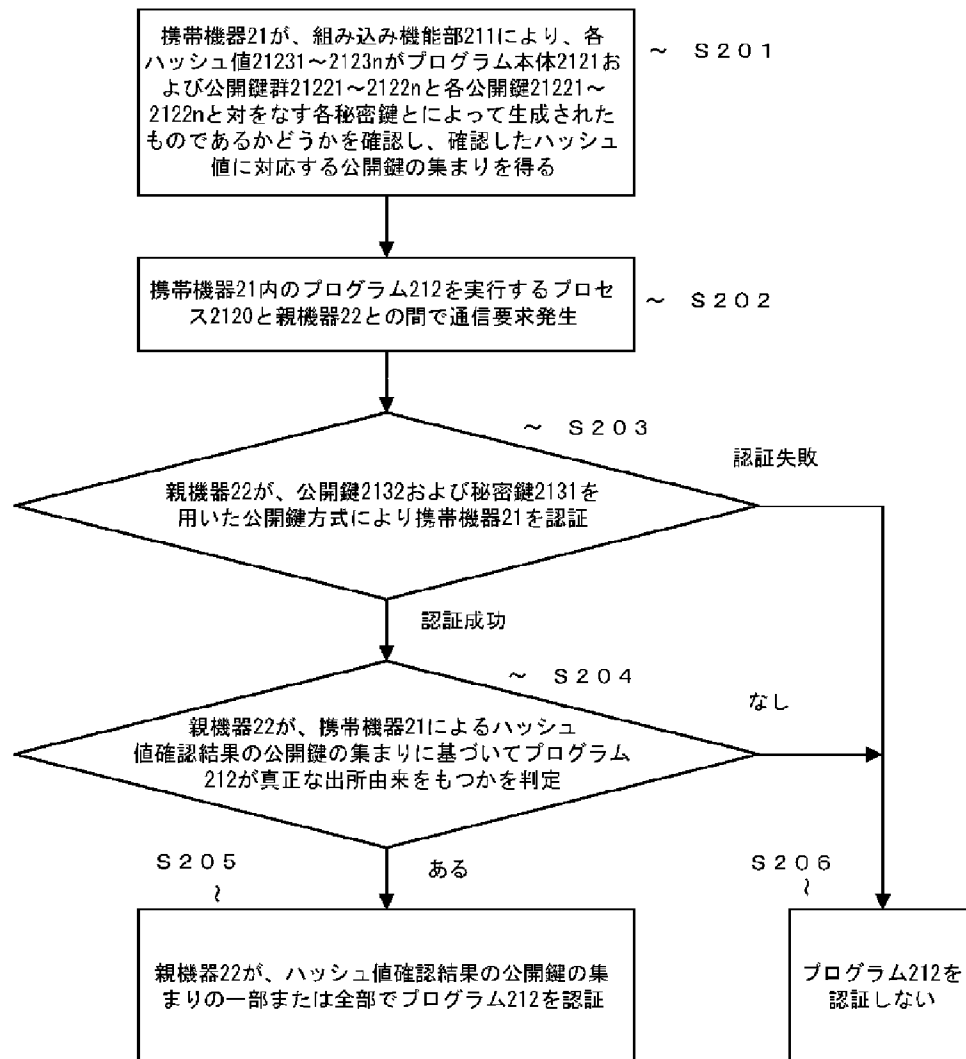 携帯機器21が、組み込み機能部211により、各
ハッシュ値21231～2123nがプログラム本体2121お
よび公開鍵群21221～2122nと各公開鍵21221～
2122nと対をなす各秘密鍵とによって生成された
ものであるかどうかを確認し、確認したハッシュ
値に対応する公開鍵の集まりを得る
～ S201
携帯機器21内のプログラム212を実行するプロセ
ス2120と親機器22との間で通信要求発生
～ S202
～ S203
認証失敗
親機器22が、公開鍵2132および秘密鍵2131を
用いた公開鍵方式により携帯機器21を認証
認証成功
～ S204
なし
親機器22が、携帯機器21によるハッシュ
値確認結果の公開鍵の集まりに基づいてプログラム
212が真正な出所由来をもつかを判定
S205
～
ある
S206
～
親機器22が、ハッシュ値確認結果の公開鍵の集
まりの一部または全部でプログラム212を認証
プログラム212を
認証しない